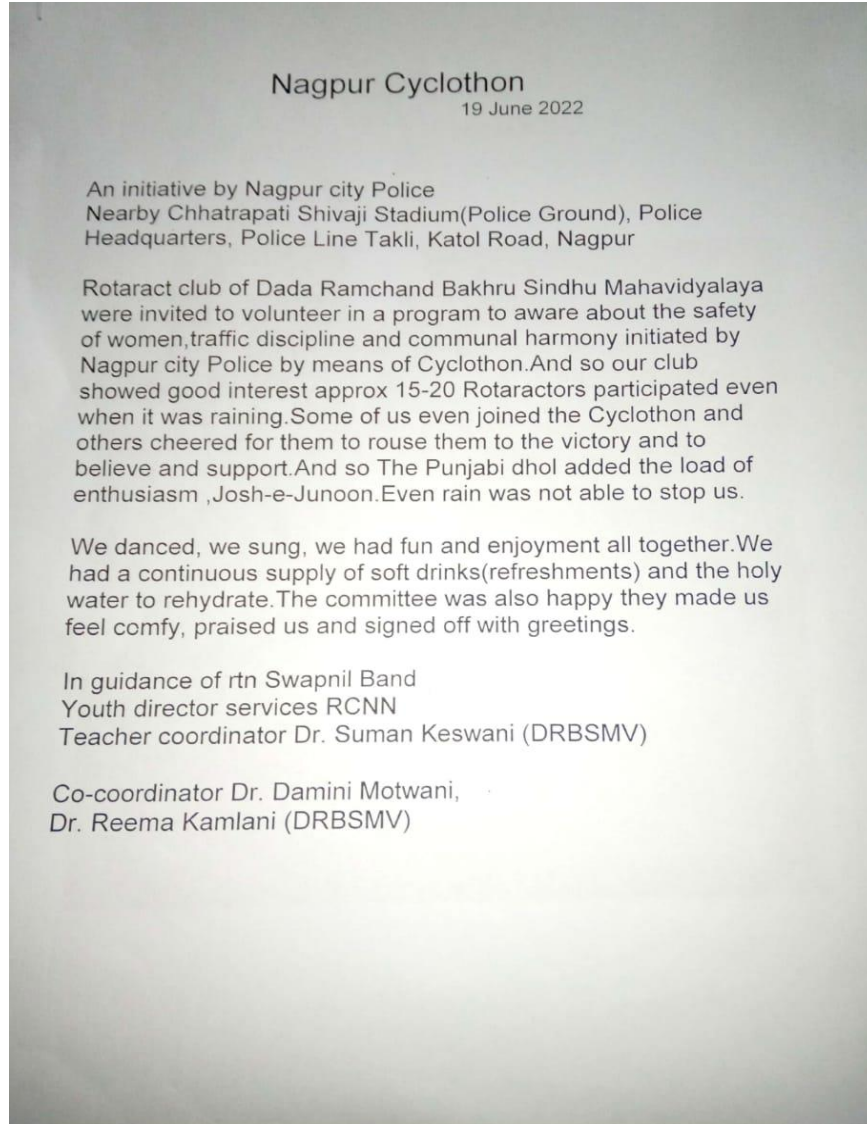 Nagpur Cyclothon
19 June 2022
An initiative by Nagpur city Police
Nearby Chhatrapati Shivaji Stadium(Police Ground), Police
Headquarters, Police Line Takli, Katol Road, Nagpur
Rotaract club of Dada Ramchand Bakhru Sindhu Mahavidyalaya
were invited to volunteer in a program to aware about the safety
of women,traffic discipline and communal harmony initiated by
Nagpur city Police by means of Cyclothon.And so our club
showed good interest approx 15-20 Rotaractors participated even
when it was raining.Some of us even joined the Cyclothon and
others cheered for them to rouse them to the victory and to
believe and support.And so The Punjabi dhol added the load of
enthusiasm ,Josh-e-Junoon.Even rain was not able to stop us.
We danced, we sung, we had fun and enjoyment all together.We
had a continuous supply of soft drinks(refreshments) and the holy
water to rehydrate.The committee was also happy they made us
feel comfy, praised us and signed off with greetings.
In guidance of rtn Swapnil Band
Youth director services RCNN
Teacher coordinator Dr. Suman Keswani (DRBSMV)
Co-coordinator Dr. Damini Motwani,
Dr. Reema Kamlani (DRBSMV)